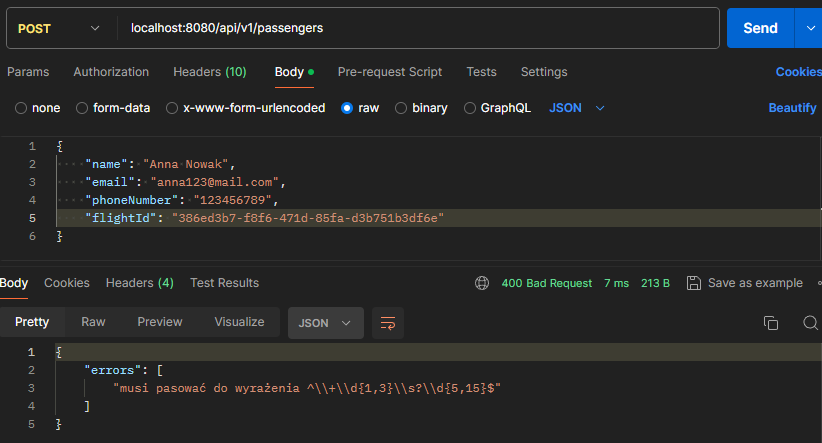 POST localhost:8080/api/v1/passengers Send
Params Authorization Headers (10) Body Pre-request Script Tests Settings Cookies
none form-data x-www-form-urlencoded raw binary GraphQL JSON Beautify
1 {
2 "name": "Anna Nowak",
3 "email": "anna123@mail.com",
4 "phoneNumber": "123456789",
5 "flightId": "386ed3b7-f8f6-471d-85fa-d3b751b3df6e"
6 }
Body Cookies Headers (4) Test Results 400 Bad Request 7 ms 213 B Save as example
Pretty Raw Preview Visualize JSON
1 {
2 "errors": [
3 "musi pasować do wyrażenia ^\\+\\d{1,3}\\s?\\d{5,15}$"
4 ]
5 }